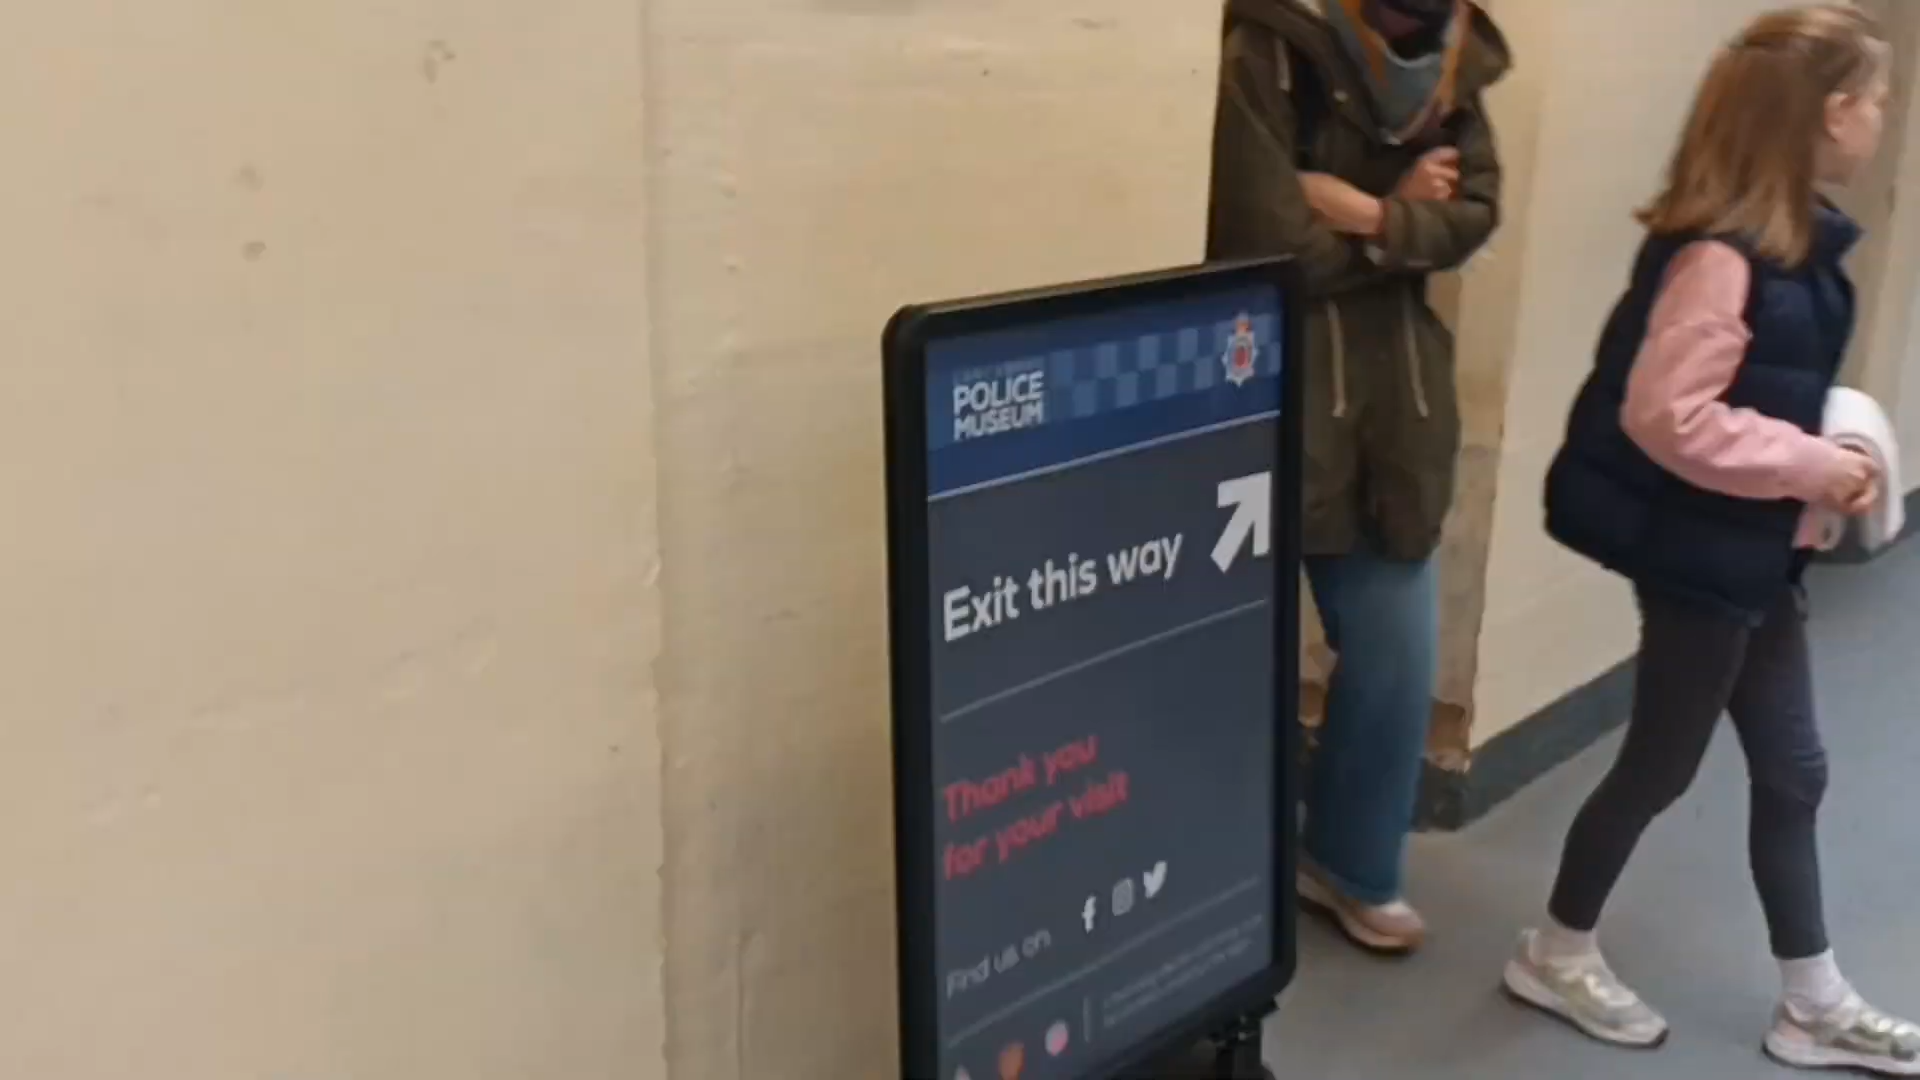 POLICE
MUSEUM
Exit this way
Thank you
for your visit
Find us on